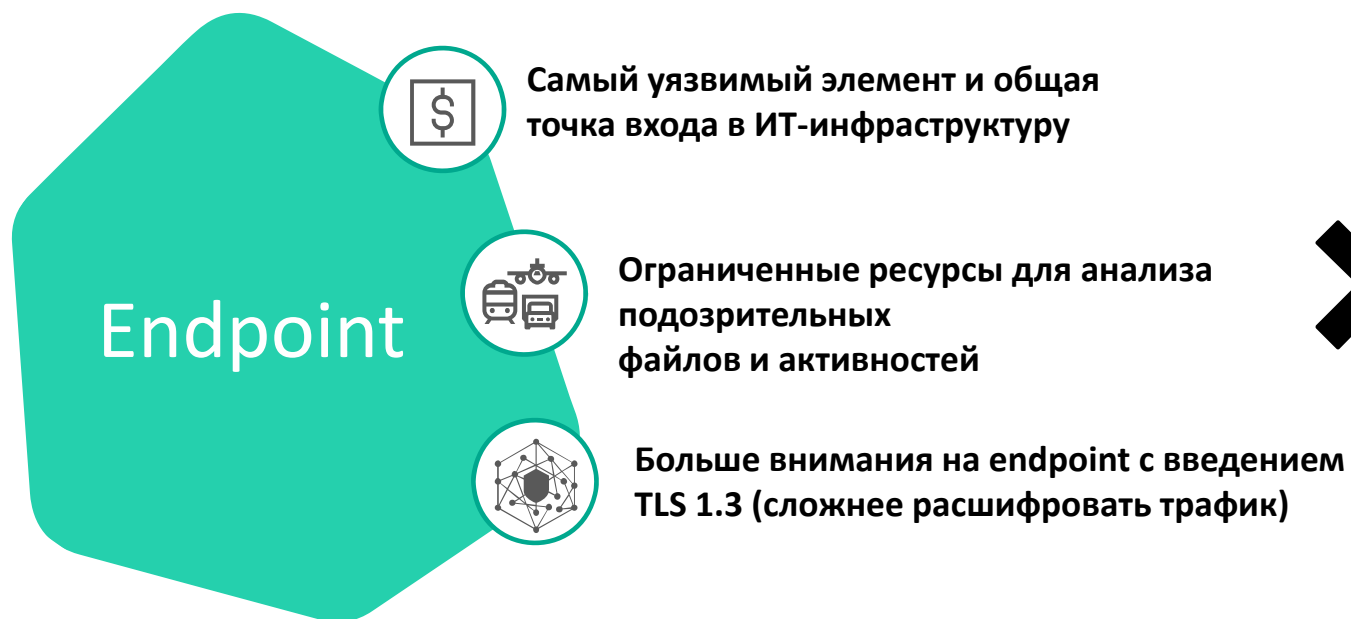 Endpoint
Самый уязвимый элемент и общая
точка входа в ИТ-инфраструктуру
Ограниченные ресурсы для анализа
подозрительных
файлов и активностей
Больше внимания на endpoint с введением
TLS 1.3 (сложнее расшифровать трафик)